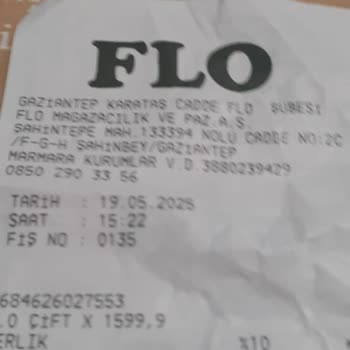 FLO
GAZİANTEP KARATAŞ CADDE FLO ŞUBESİ
FLO MAGAZACILIK VE PAZ.A.Ş.
ŞAHİNTEPE MAH.133394 NOLU CADDE NO:2C
/F-G-H ŞAHİNBEY/GAZİANTEP
MARMARA KURUMLAR V.D.3880239429
0850 290 33 56
TARİH : 19.05.2025
SAAT : 15:22
FİŞ NO : 0135
684626027553
.0 ÇİFT X 1599,9
ERLİK %10